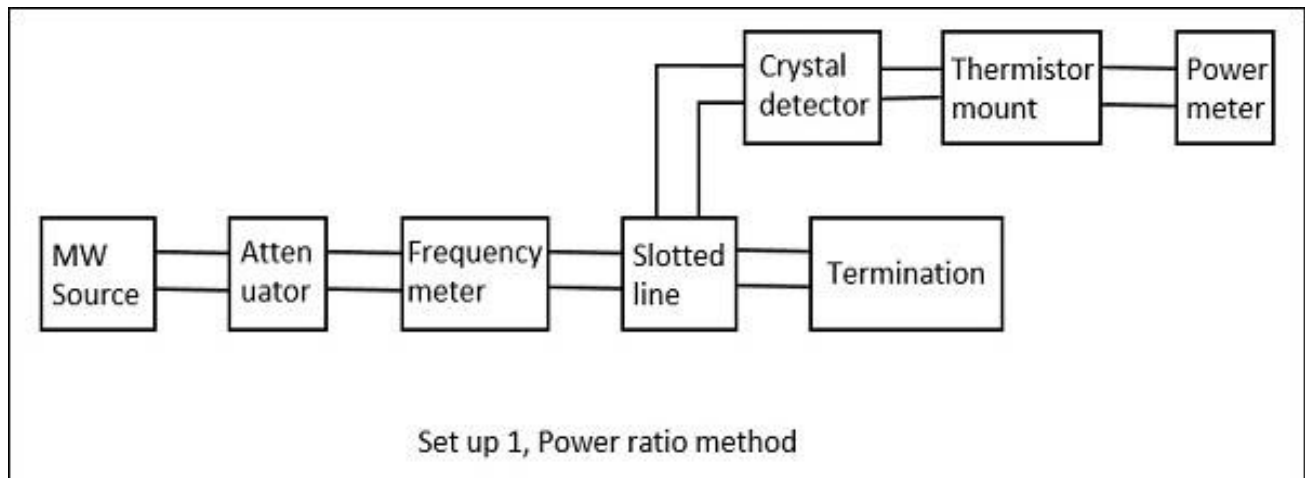 Crystal
detector
Thermistor
mount
Power
meter
MW
Source
Atten
uator
Frequency
meter
Slotted
line
Termination
Set up 1, Power ratio method